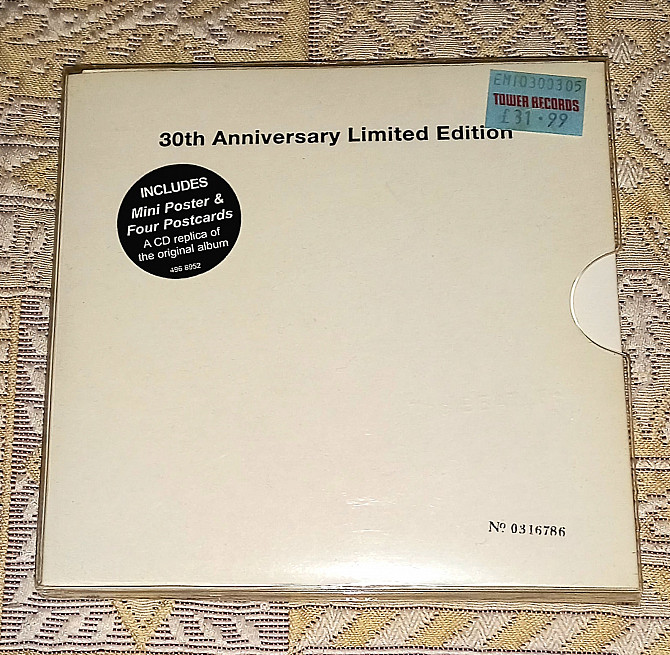 EMI0300305
TOWER RECORDS
£31.99
30th Anniversary Limited Edition
INCLUDES
Mini Poster &
Four Postcards
A CD replica of
the original album
496 8952
Nº 0316786